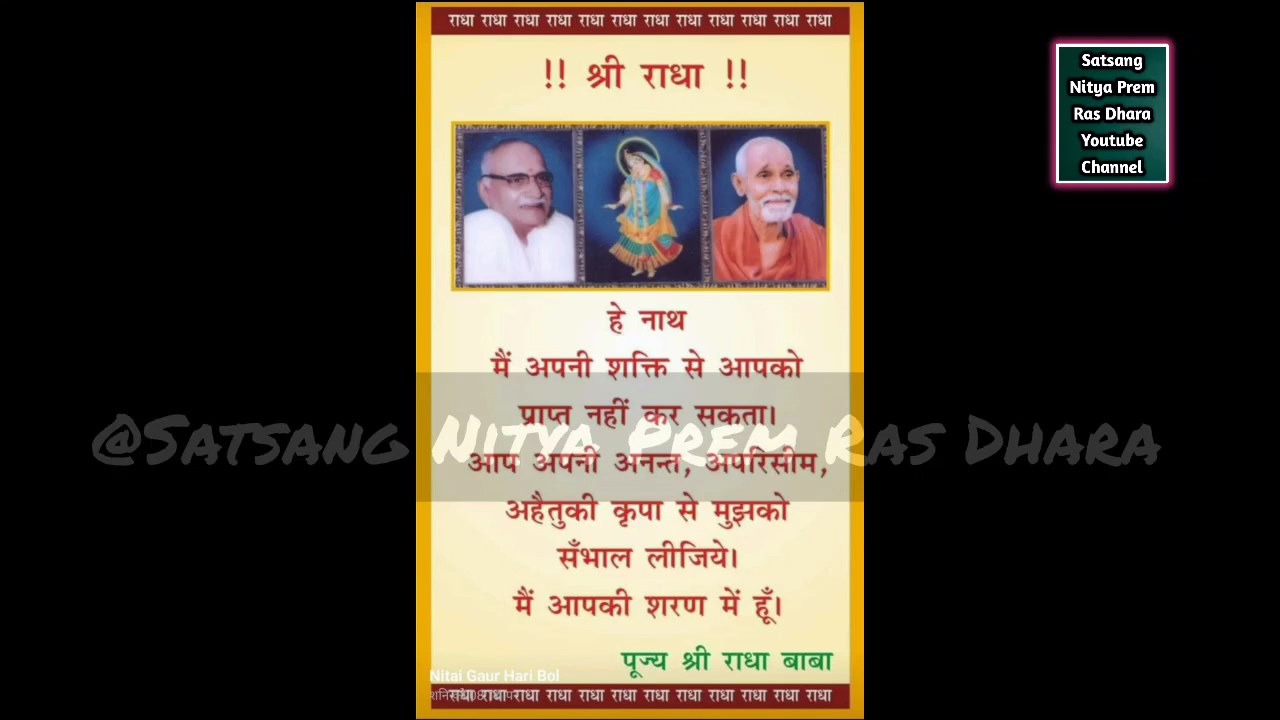 राधा राधा राधा राधा राधा राधा राधा राधा राधा राधा राधा राधा
!! श्री राधा !!
हे नाथ
मैं अपनी शक्ति से आपको
प्राप्त नहीं कर सकता।
आप अपनी अनन्त, अपरिसीम,
अहैतुकी कृपा से मुझको
सँभाल लीजिये।
मैं आपकी शरण में हूँ।
पूज्य श्री राधा बाबा
Nitai Gaur Hari Bol
राधा राधा राधा राधा राधा राधा राधा राधा राधा राधा राधा राधा
@Satsang Nitya Prem Ras Dhara
Satsang
Nitya Prem
Ras Dhara
Youtube
Channel